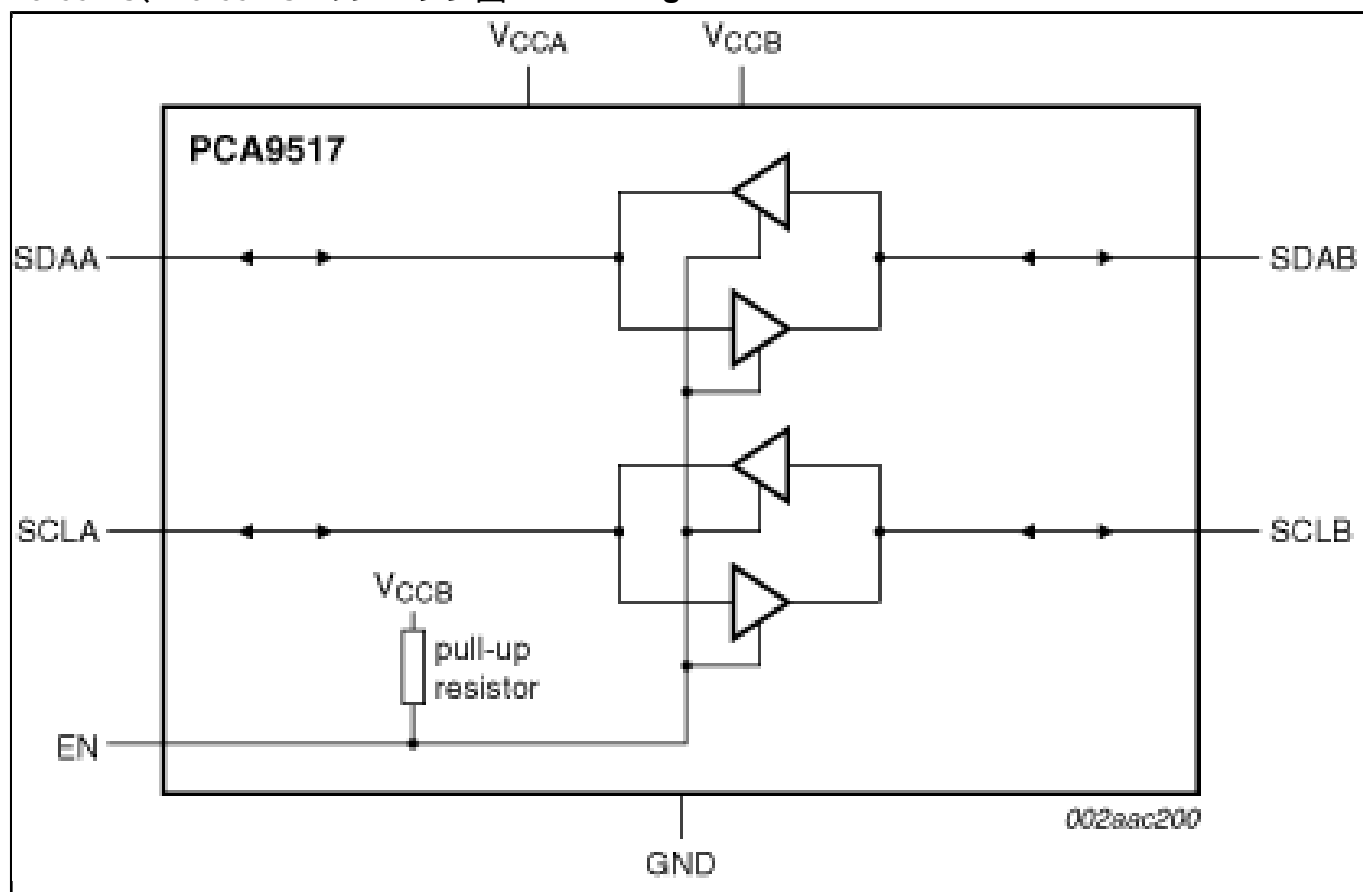 VCCA VCCB
PCA9517
SDAA SDAB
SCLA SCLB
VCCB
pull-up
resistor
EN
002aac200
GND